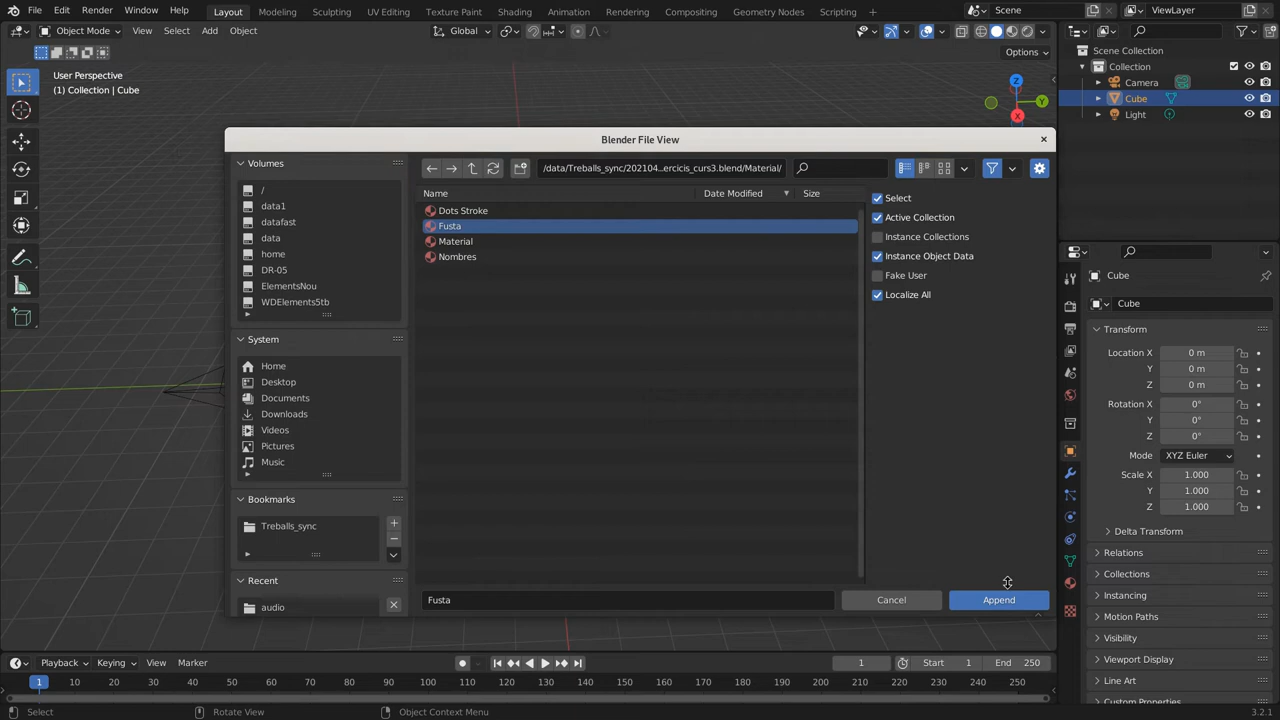 File Edit Render Window Help Layout Modeling Sculpting UV Editing Texture Paint Shading Animation Rendering Compositing Geometry Nodes Scripting Scene ViewLayer
Object Mode View Select Add Object Global
Options
User Perspective
(1) Collection | Cube
Z
Y
X
Scene Collection
Collection
Camera
Cube
Light
Blender File View
Volumes
/
data1
datafast
data
home
DR-05
ElementsNou
WDElements5tb
System
Home
Desktop
Documents
Downloads
Videos
Pictures
Music
Bookmarks
Treballs_sync
Recent
audio
/data/Treballs_sync/202104...ercicis_curs3.blend/Material/
Name Date Modified Size
Dots Stroke
Fusta
Material
Nombres
Select
Active Collection
Instance Collections
Instance Object Data
Fake User
Localize All
Fusta Cancel Append
Cube
Cube
Transform
Location X 0 m
Y 0 m
Z 0 m
Rotation X 0°
Y 0°
Z 0°
Mode XYZ Euler
Scale X 1.000
Y 1.000
Z 1.000
Delta Transform
Relations
Collections
Instancing
Motion Paths
Visibility
Viewport Display
Line Art
Custom Properties
Playback Keying View Marker 1 Start 1 End 250
1 10 20 30 40 50 60 70 80 90 100 110 120 130 140 150 160 170 180 190 200 210 220 230 240 250
Select Rotate View Object Context Menu 3.2.1